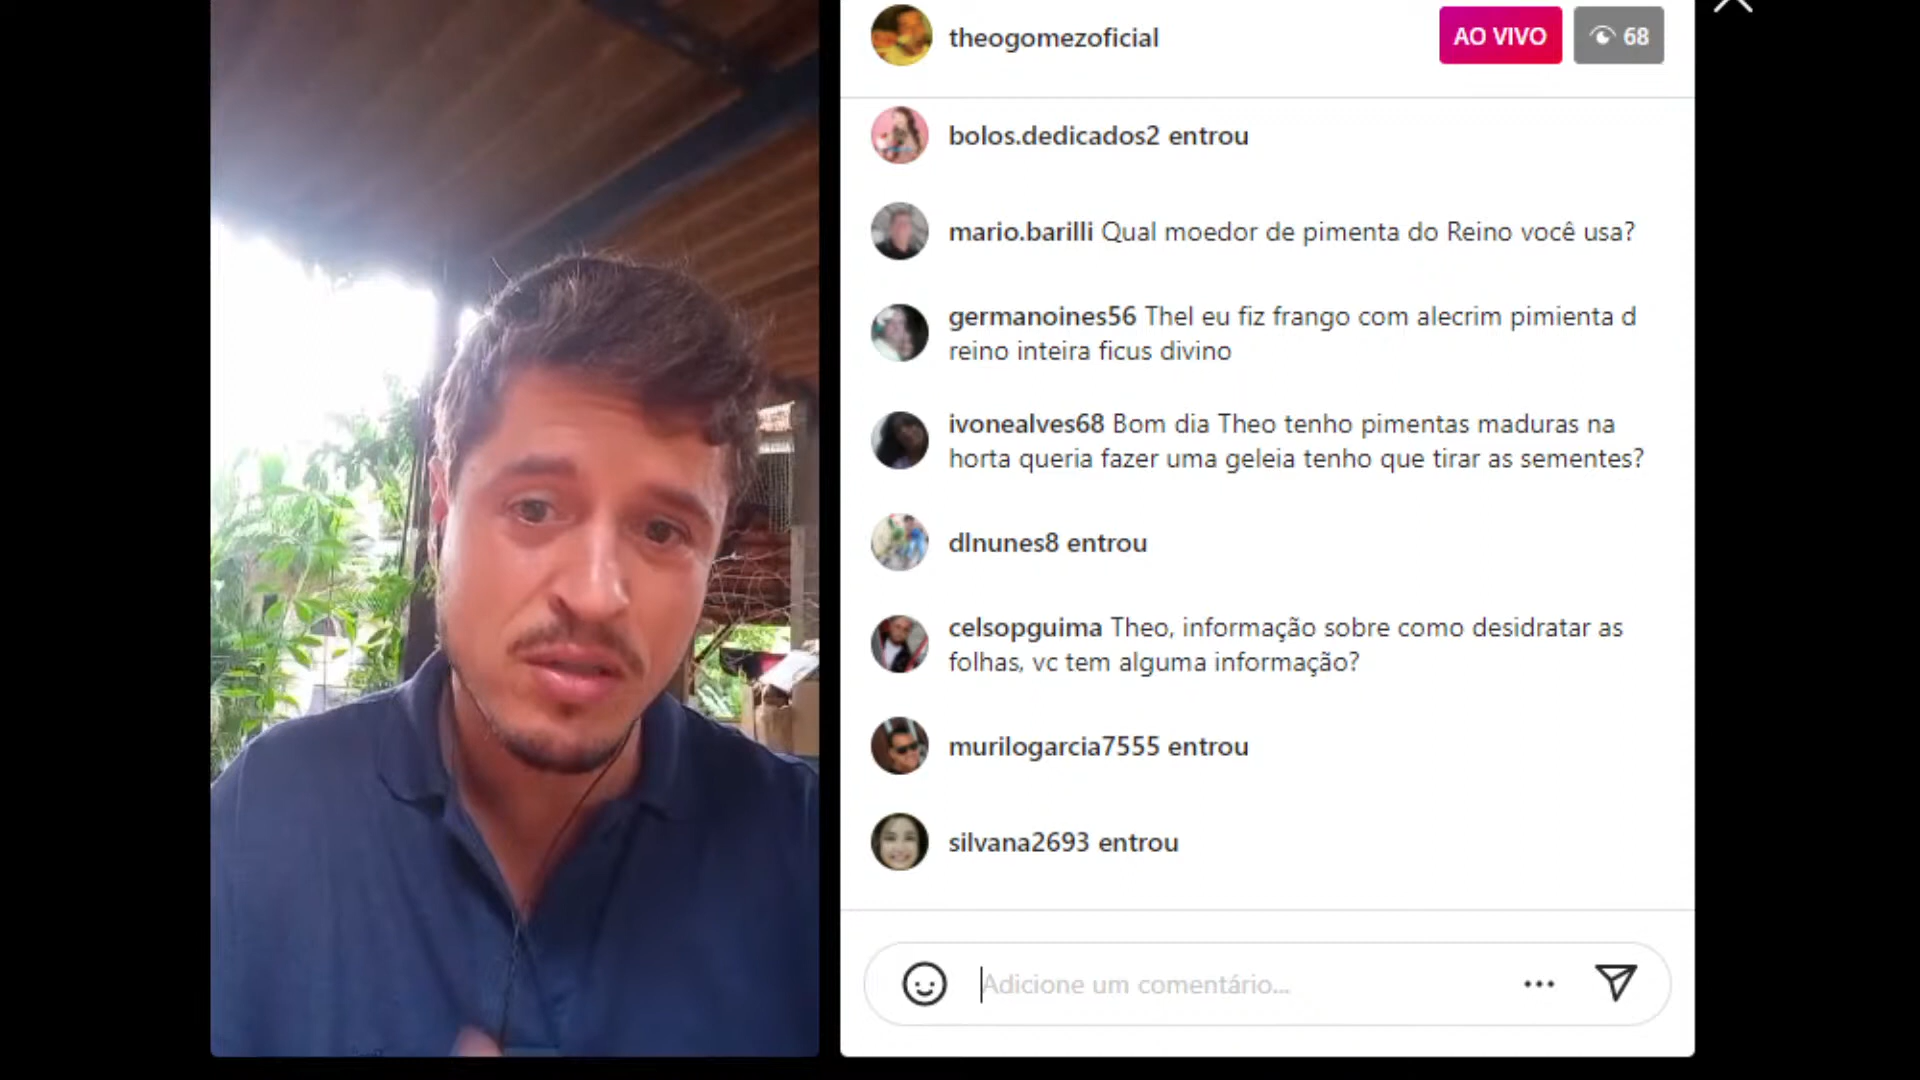 theogomezoficial
AO VIVO
68
bolos.dedicados2 entrou
mario.barilli Qual moedor de pimenta do Reino você usa?
germanoines56 Thel eu fiz frango com alecrim pimienta d
reino inteira ficus divino
ivonealves68 Bom dia Theo tenho pimentas maduras na
horta queria fazer uma geleia tenho que tirar as sementes?
dlnunes8 entrou
celsopguima Theo, informação sobre como desidratar as
folhas, vc tem alguma informação?
murilogarcia7555 entrou
silvana2693 entrou
Adicione um comentário...